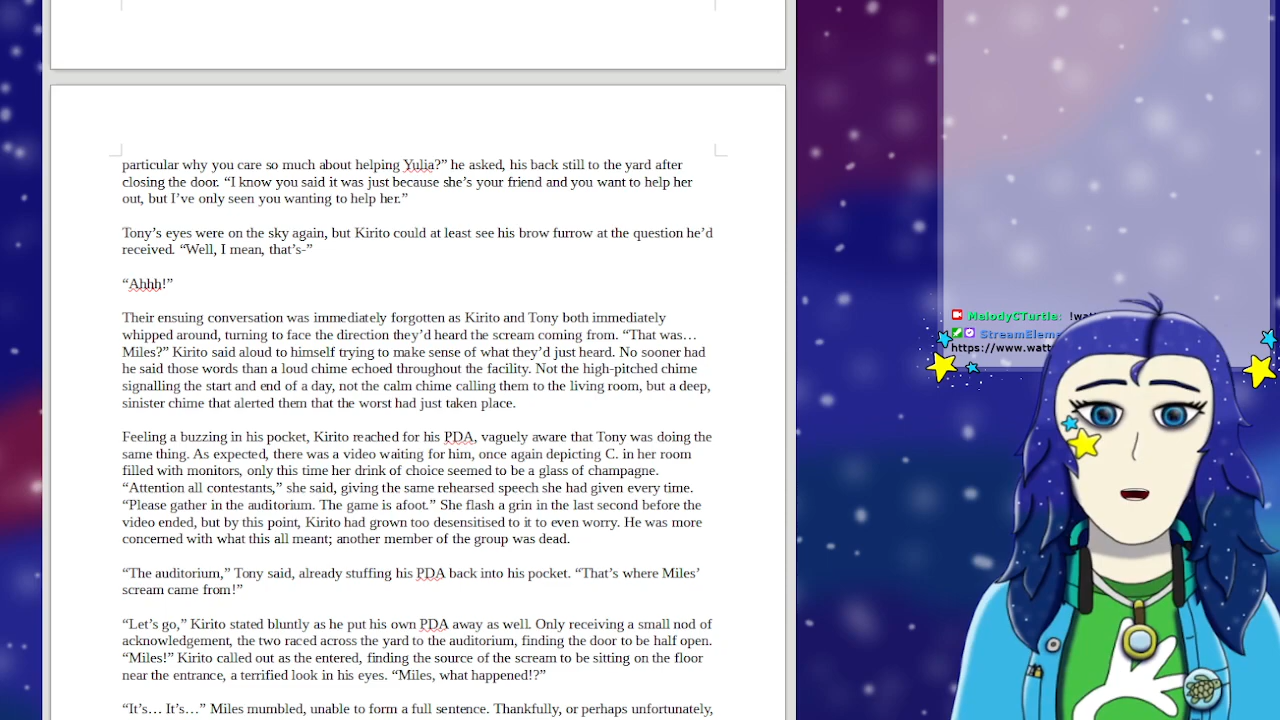 particular why you care so much about helping Yulia?” he asked, his back still to the yard after
closing the door. “I know you said it was just because she’s your friend and you want to help her
out, but I’ve only seen you wanting to help her.”
Tony’s eyes were on the sky again, but Kirito could at least see his brow furrow at the question he’d
received. “Well, I mean, that’s-”
“Ahhh!”
Their ensuing conversation was immediately forgotten as Kirito and Tony both immediately
whipped around, turning to face the direction they’d heard the scream coming from. “That was…
Miles?” Kirito said aloud to himself trying to make sense of what they’d just heard. No sooner had
he said those words than a loud chime echoed throughout the facility. Not the high-pitched chime
signalling the start and end of a day, not the calm chine calling them to the living room, but a deep,
sinister chime that alerted them that the worst had just taken place.
Feeling a buzzing in his pocket, Kirito reached for his PDA, vaguely aware that Tony was doing the
same thing. As expected, there was a video waiting for him, once again depicting C. in her room
filled with monitors, only this time her drink of choice seemed to be a glass of champagne.
“Attention all contestants,” she said, giving the same rehearsed speech she had given every time.
“Please gather in the auditorium. The game is afoot.” She flash a grin in the last second before the
video ended, but by this point, Kirito had grown too desensitised to it to even worry. He was more
concerned with what this all meant; another member of the group was dead.
“The auditorium,” Tony said, already stuffing his PDA back into his pocket. “That’s where Miles’
scream came from!”
“Let’s go,” Kirito stated bluntly as he put his own PDA away as well. Only receiving a small nod of
acknowledgement, the two raced across the yard to the auditorium, finding the door to be half open.
“Miles!” Kirito called out as the entered, finding the source of the scream to be sitting on the floor
near the entrance, a terrified look in his eyes. “Miles, what happened!?”
“It’s… It’s…” Miles mumbled, unable to form a full sentence. Thankfully, or perhaps unfortunately,
MelodyCTurtle: !wat
StreamElem
https://www.watt